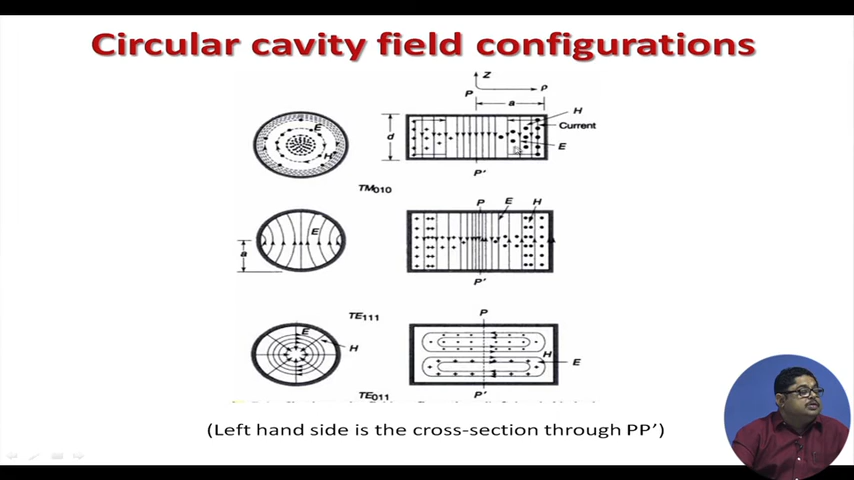 Circular cavity field configurations
Z
P
ρ
a
H
Current
E
d
P'
E
H
TM010
P
E
H
E
a
P'
TE111
P
E
H
H
E
TE011
P'
(Left hand side is the cross-section through PP’)